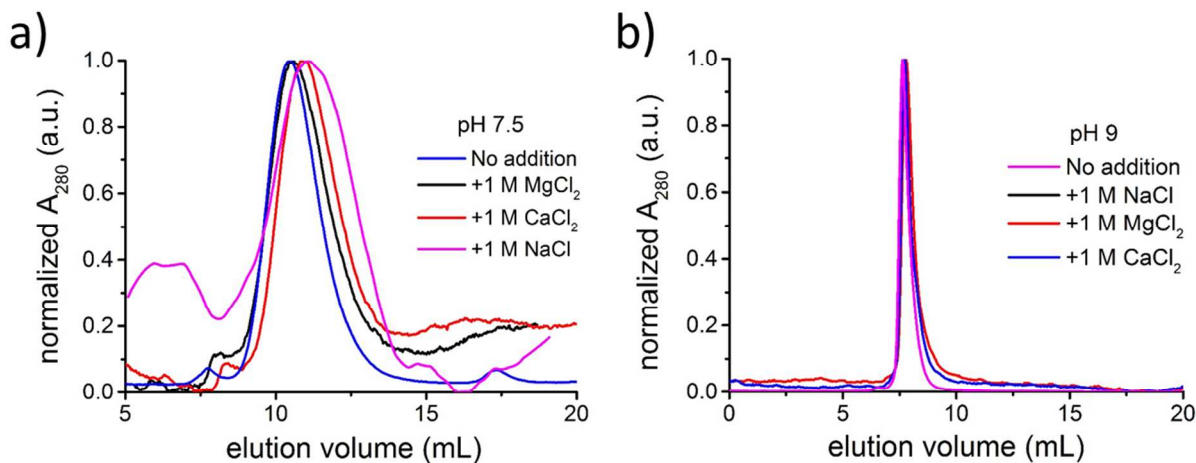 a)
normalized A280 (a.u.)
1.0
0.8
0.6
0.4
0.2
0.0
pH 7.5
No addition
+1 M MgCl2
+1 M CaCl2
+1 M NaCl
5
10
15
20
elution volume (mL)
b)
normalized A280 (a.u.)
1.0
0.8
0.6
0.4
0.2
0.0
pH 9
No addition
+1 M NaCl
+1 M MgCl2
+1 M CaCl2
0
5
10
15
20
elution volume (mL)